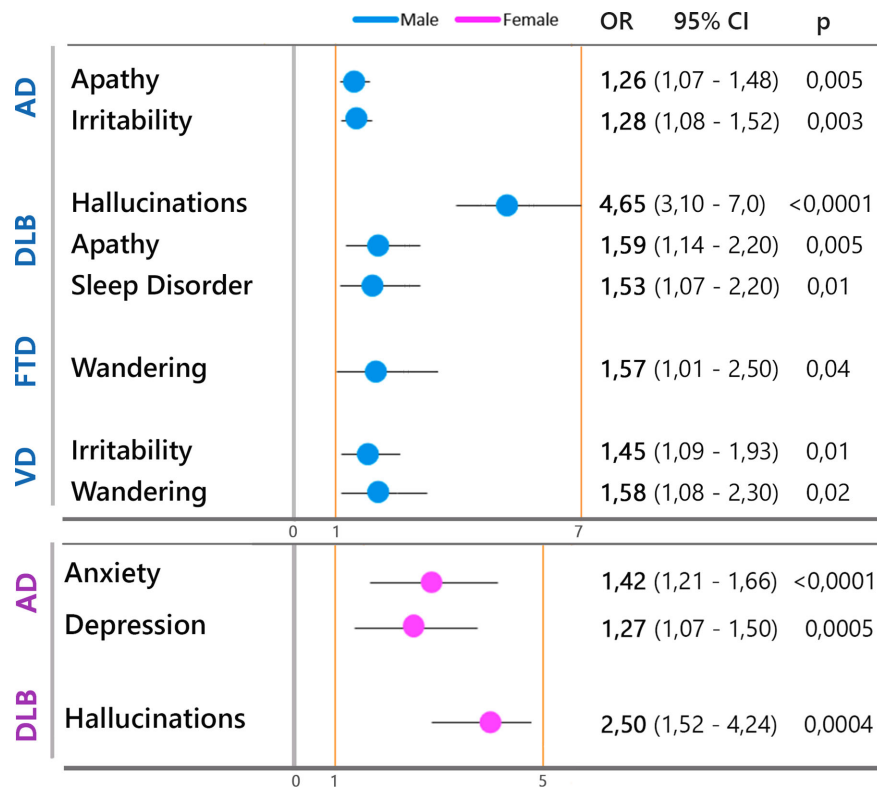 Male Female OR 95% CI p
AD
Apathy 1,26 (1,07 - 1,48) 0,005
Irritability 1,28 (1,08 - 1,52) 0,003
DLB
Hallucinations 4,65 (3,10 - 7,0) <0,0001
Apathy 1,59 (1,14 - 2,20) 0,005
Sleep Disorder 1,53 (1,07 - 2,20) 0,01
FTD
Wandering 1,57 (1,01 - 2,50) 0,04
VD
Irritability 1,45 (1,09 - 1,93) 0,01
Wandering 1,58 (1,08 - 2,30) 0,02
0 1 7
AD
Anxiety 1,42 (1,21 - 1,66) <0,0001
Depression 1,27 (1,07 - 1,50) 0,0005
DLB
Hallucinations 2,50 (1,52 - 4,24) 0,0004
0 1 5